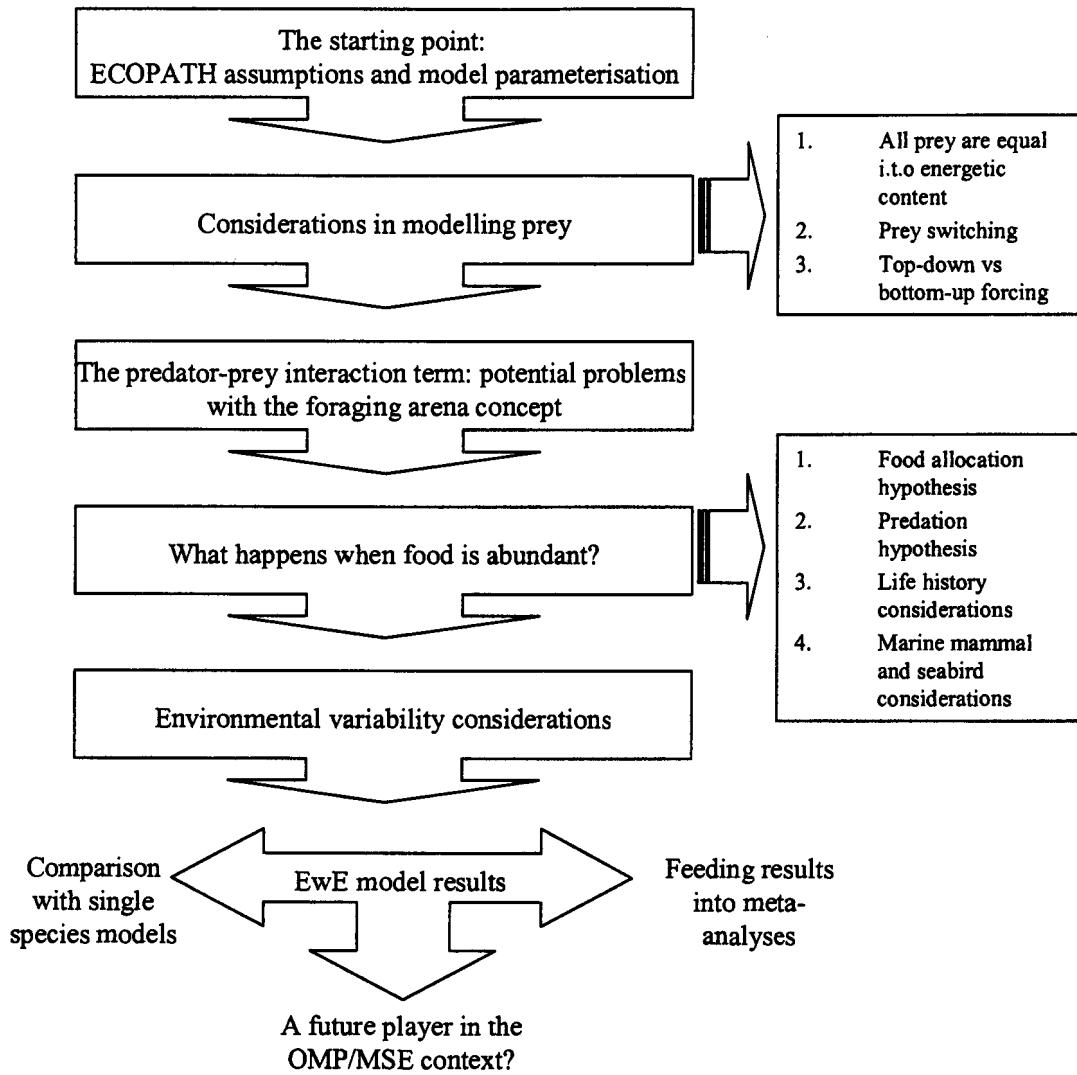 The starting point:
ECOPATH assumptions and model parameterisation
Considerations in modelling prey
1. All prey are equal
i.t.o energetic
content
2. Prey switching
3. Top-down vs
bottom-up forcing
The predator-prey interaction term: potential problems
with the foraging arena concept
What happens when food is abundant?
1. Food allocation
hypothesis
2. Predation
hypothesis
3. Life history
considerations
4. Marine mammal
and seabird
considerations
Environmental variability considerations
Comparison
with single
species models
EwE model results
Feeding results
into meta-
analyses
A future player in the
OMP/MSE context?